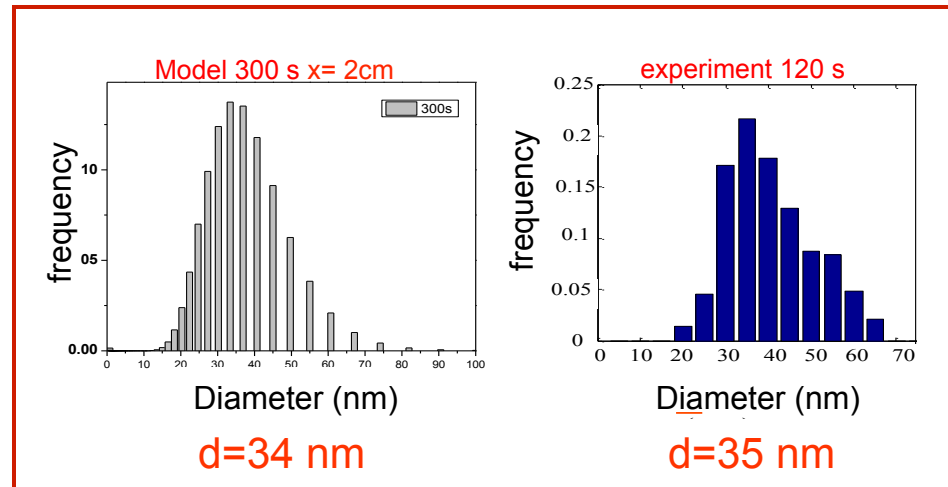 Model 300 s x= 2cm
300s
frequency
10
05
0.00
0 10 20 30 40 50 60 70 80 90 100
Diameter (nm)
d=34 nm
experiment 120 s
frequency
0.25
0.2
0.15
0.1
0.05
0
0 10 20 30 40 50 60 70
Diameter (nm)
d=35 nm